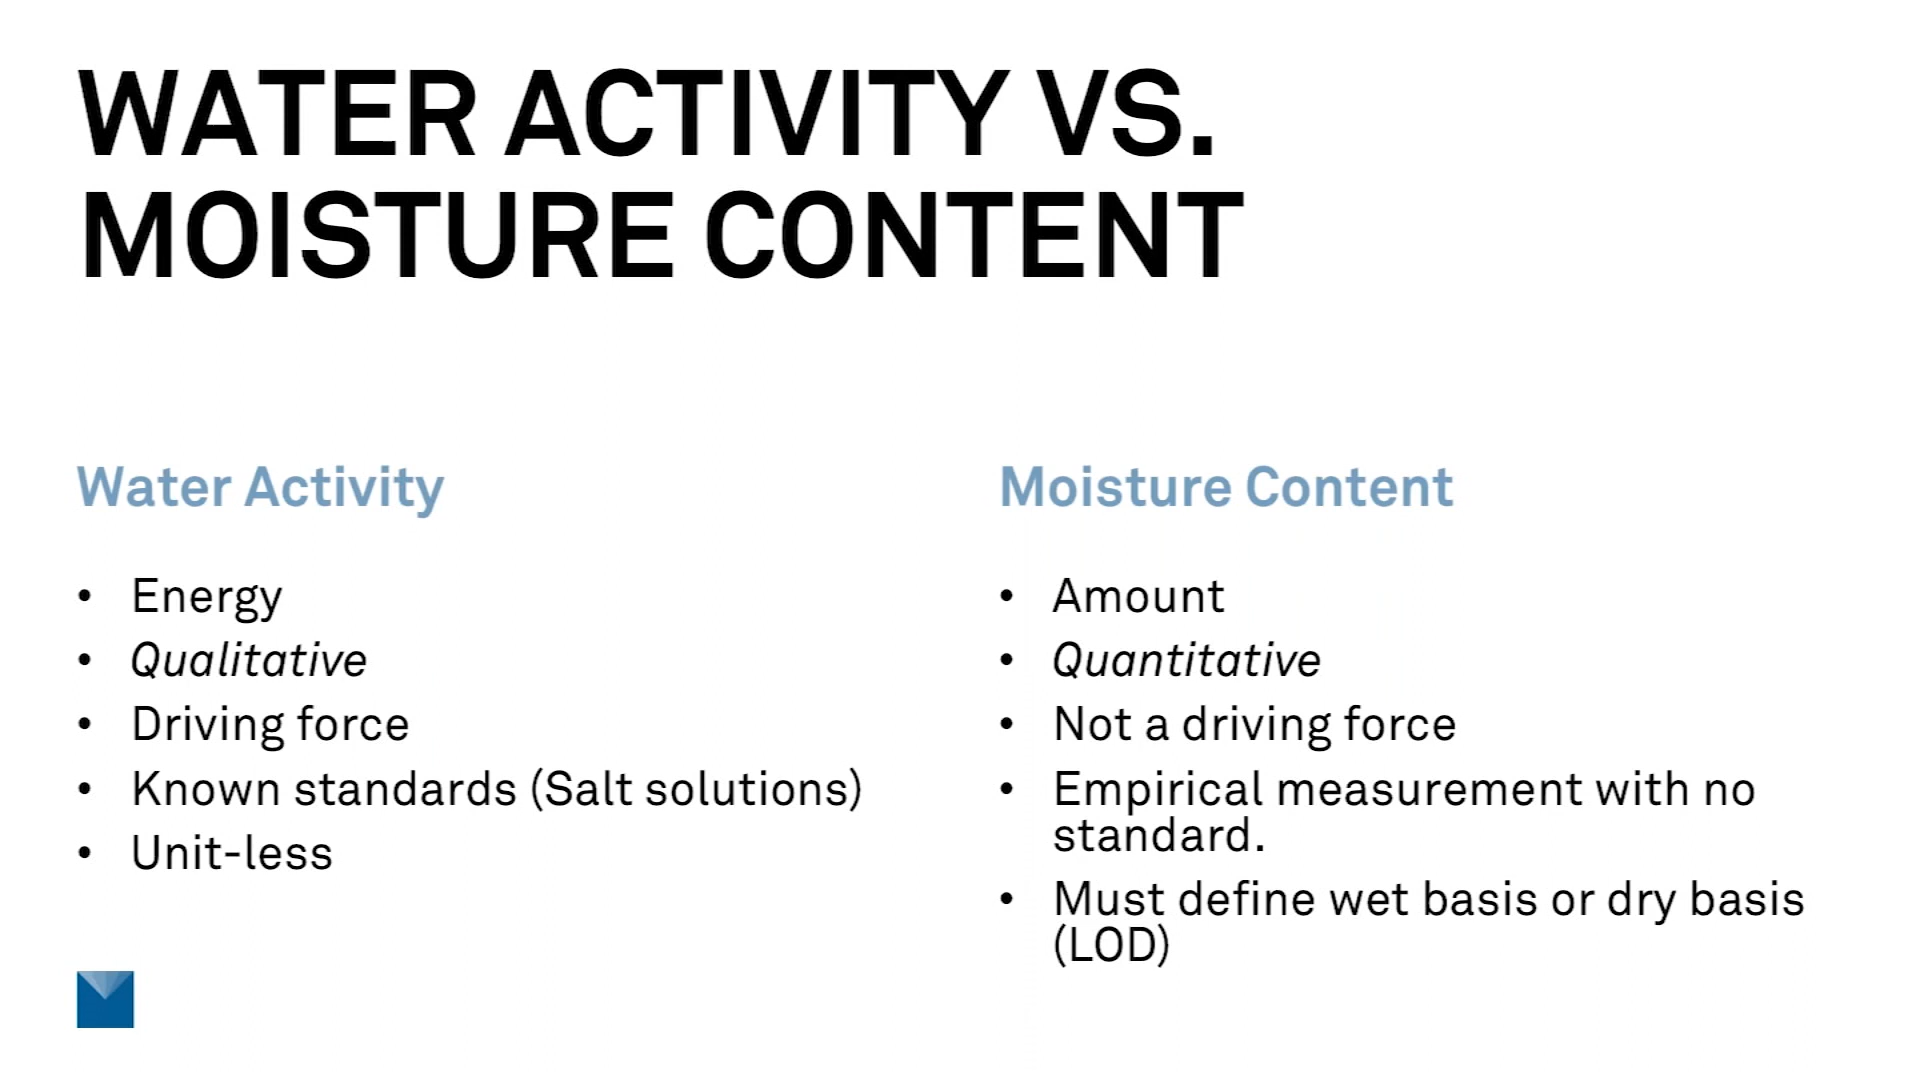 WATER ACTIVITY VS.
MOISTURE CONTENT
Water Activity
• Energy
• Qualitative
• Driving force
• Known standards (Salt solutions)
• Unit-less
Moisture Content
• Amount
• Quantitative
• Not a driving force
• Empirical measurement with no
standard.
• Must define wet basis or dry basis
(LOD)